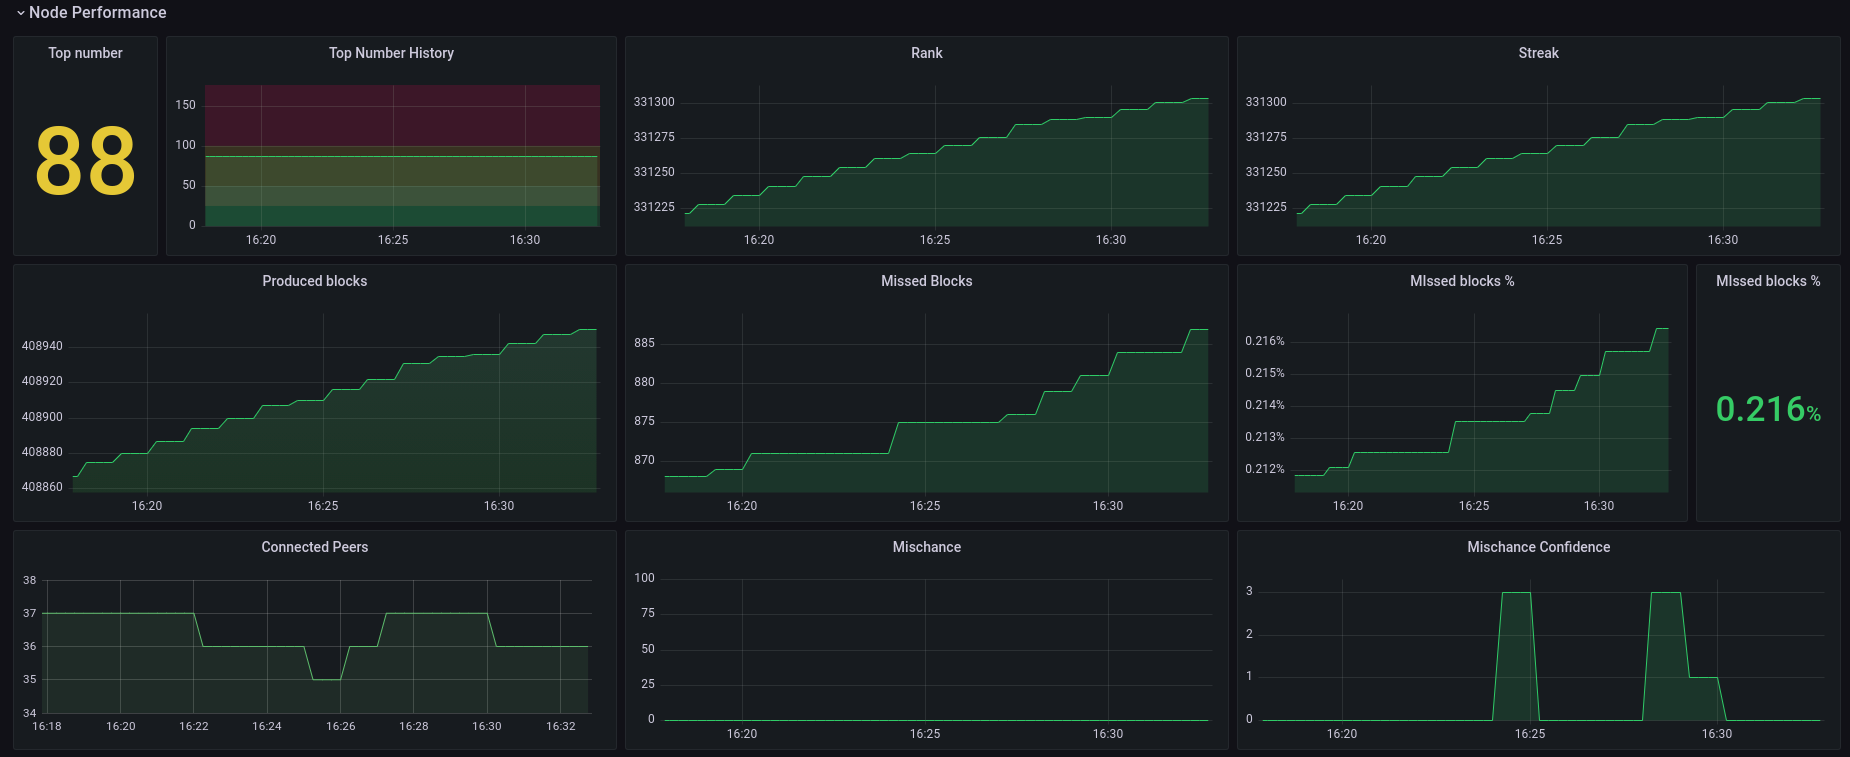 Node Performance
Top number
88
Top Number History
150
100
50
0
16:20 16:25 16:30
Rank
331300
331275
331250
331225
16:20 16:25 16:30
Streak
331300
331275
331250
331225
16:20 16:25 16:30
Produced blocks
408940
408920
408900
408880
408860
16:20 16:25 16:30
Missed Blocks
885
880
875
870
16:20 16:25 16:30
MIssed blocks %
0.216%
0.215%
0.214%
0.213%
0.212%
16:20 16:25 16:30
MIssed blocks %
0.216%
Connected Peers
38
37
36
35
34
16:18 16:20 16:22 16:24 16:26 16:28 16:30 16:32
Mischance
100
75
50
25
0
16:20 16:25 16:30
Mischance Confidence
3
2
1
0
16:20 16:25 16:30